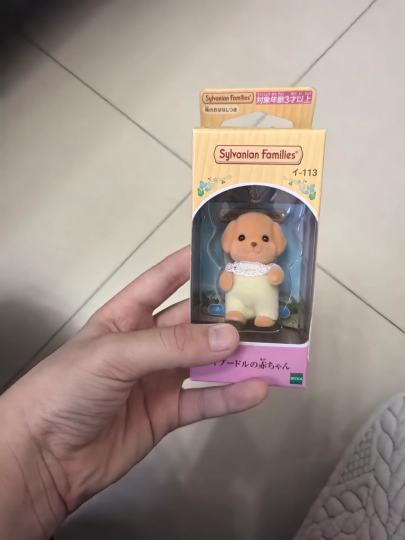 Sylvanian Families
対象年齢3才以上
Sylvanian Families®
イ-113
プードルの赤ちゃん
EPOCH